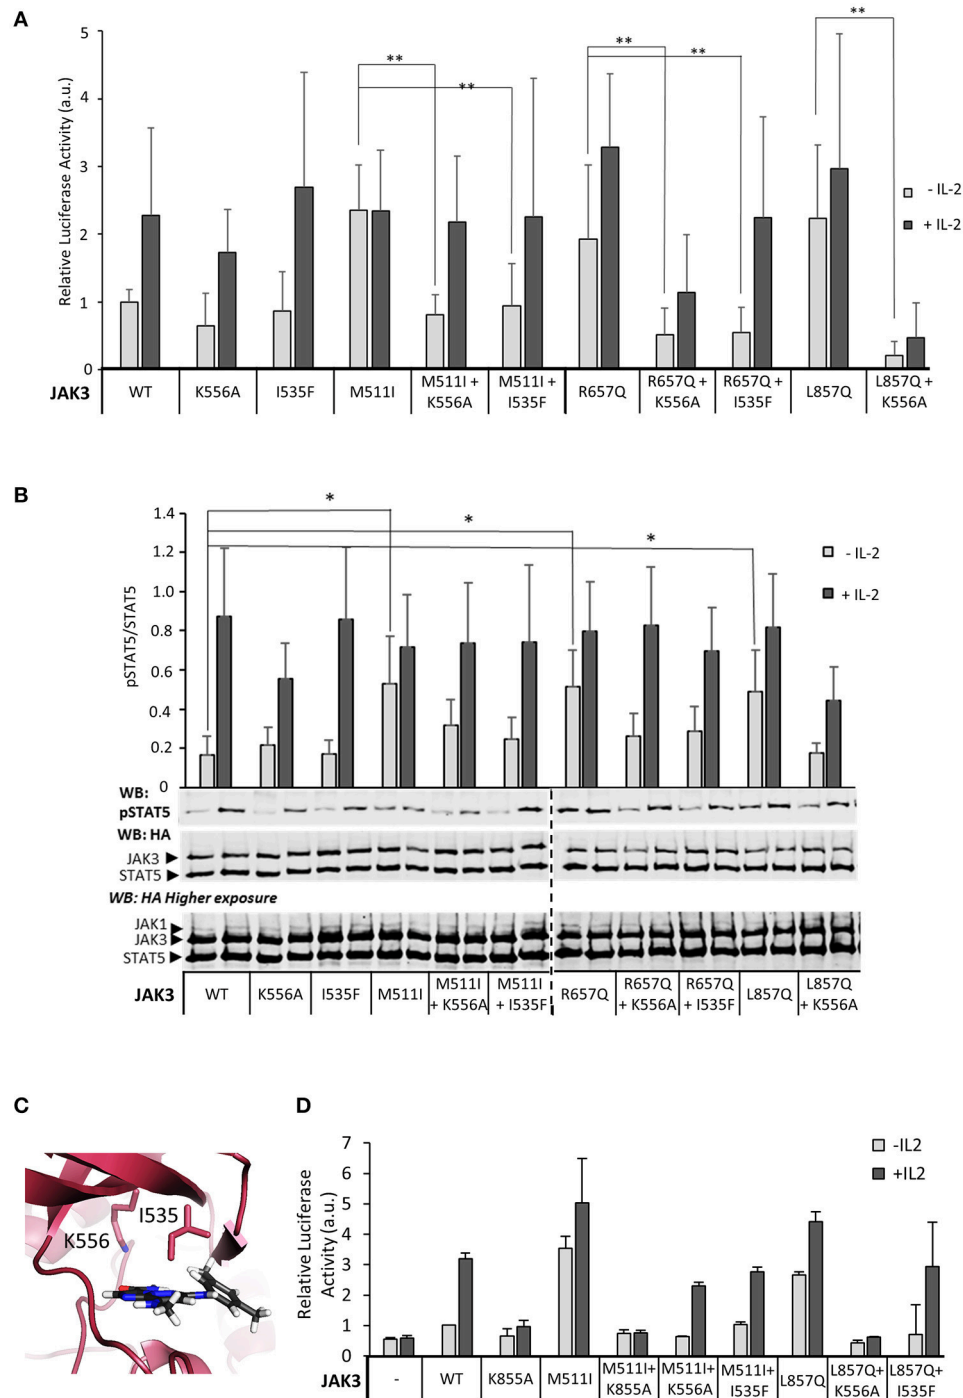 A
Relative Luciferase Activity (a.u.)
5
4
3
2
1
0
**
**
**
**
**
- IL-2
+ IL-2
JAK3
WT
K556A
I535F
M511I
M511I +
K556A
M511I +
I535F
R657Q
R657Q +
K556A
R657Q +
I535F
L857Q
L857Q +
K556A
B
pSTAT5/STAT5
1.4
1.2
1.0
0.8
0.6
0.4
0.2
0
*
*
*
- IL-2
+ IL-2
WB:
pSTAT5
WB: HA
JAK3
STAT5
WB: HA Higher exposure
JAK1
JAK3
STAT5
JAK3
WT
K556A
I535F
M511I
M511I
+ K556A
M511I
+ I535F
R657Q
R657Q
+ K556A
R657Q
+ I535F
L857Q
L857Q
+ K556A
C
K556
I535
D
Relative Luciferase
Activity (a.u.)
7
6
5
4
3
2
1
0
-IL2
+IL2
JAK3
-
WT
K855A
M511I
M511I+
K855A
M511I+
K556A
M511I+
I535F
L857Q
L857Q+
K556A
L857Q+
I535F